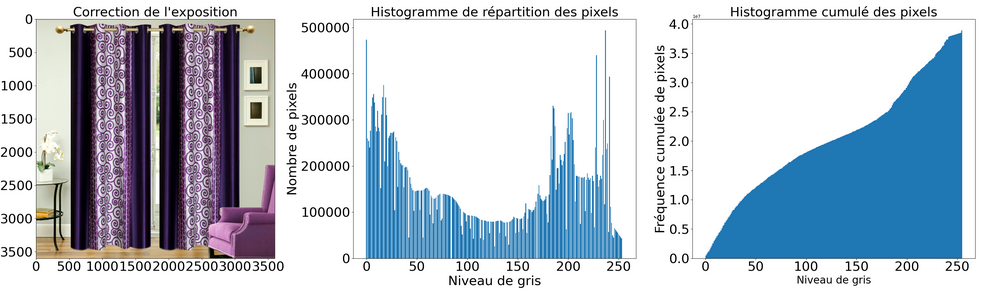 Correction de l'exposition
0
500
1000
1500
2000
2500
3000
3500
0 500 1000 1500 2000 2500 3000 3500
Histogramme de répartition des pixels
Nombre de pixels
500000
400000
300000
200000
100000
0
0 50 100 150 200 250
Niveau de gris
Histogramme cumulé des pixels
1e7
Fréquence cumulée de pixels
4.0
3.5
3.0
2.5
2.0
1.5
1.0
0.5
0.0
0 50 100 150 200 250
Niveau de gris